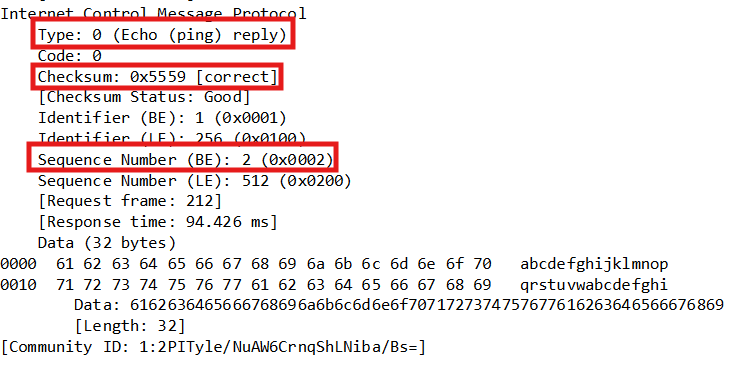 Internet Control Message Protocol
Type: 0 (Echo (ping) reply)
Code: 0
Checksum: 0x5559 [correct]
[Checksum Status: Good]
Identifier (BE): 1 (0x0001)
Identifier (LE): 256 (0x0100)
Sequence Number (BE): 2 (0x0002)
Sequence Number (LE): 512 (0x0200)
[Request frame: 212]
[Response time: 94.426 ms]
Data (32 bytes)
0000 61 62 63 64 65 66 67 68 69 6a 6b 6c 6d 6e 6f 70 abcdefghijklmnop
0010 71 72 73 74 75 76 77 61 62 63 64 65 66 67 68 69 qrstuvwabcdefghi
Data: 6162636465666768696a6b6c6d6e6f7071727374757677616263646566676869
[Length: 32]
[Community ID: 1:2PITyle/NuAW6CrnqShLNiba/Bs=]